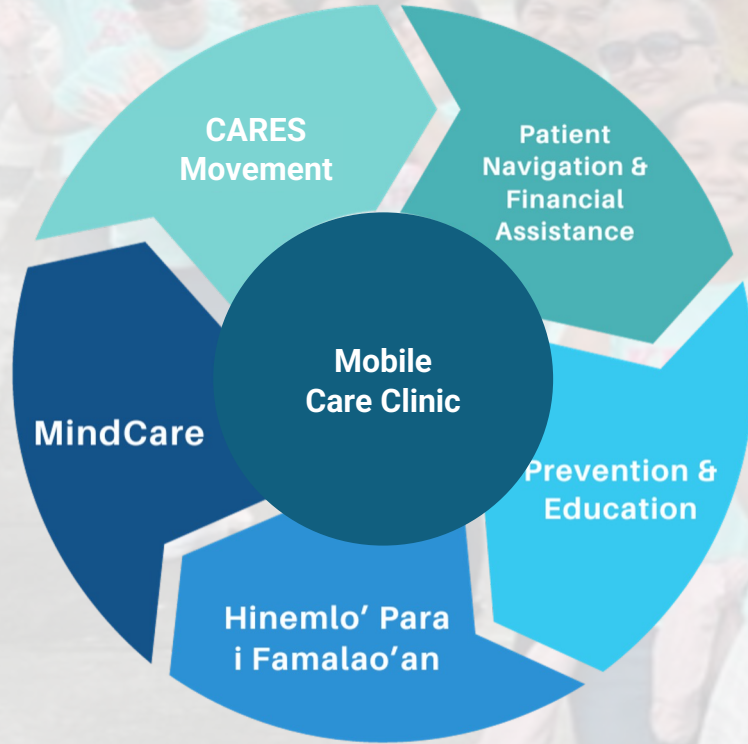 CARES
Movement
Patient
Navigation &
Financial
Assistance
Prevention &
Education
Hinemlo’ Para
i Famalao’an
MindCare
Mobile
Care Clinic